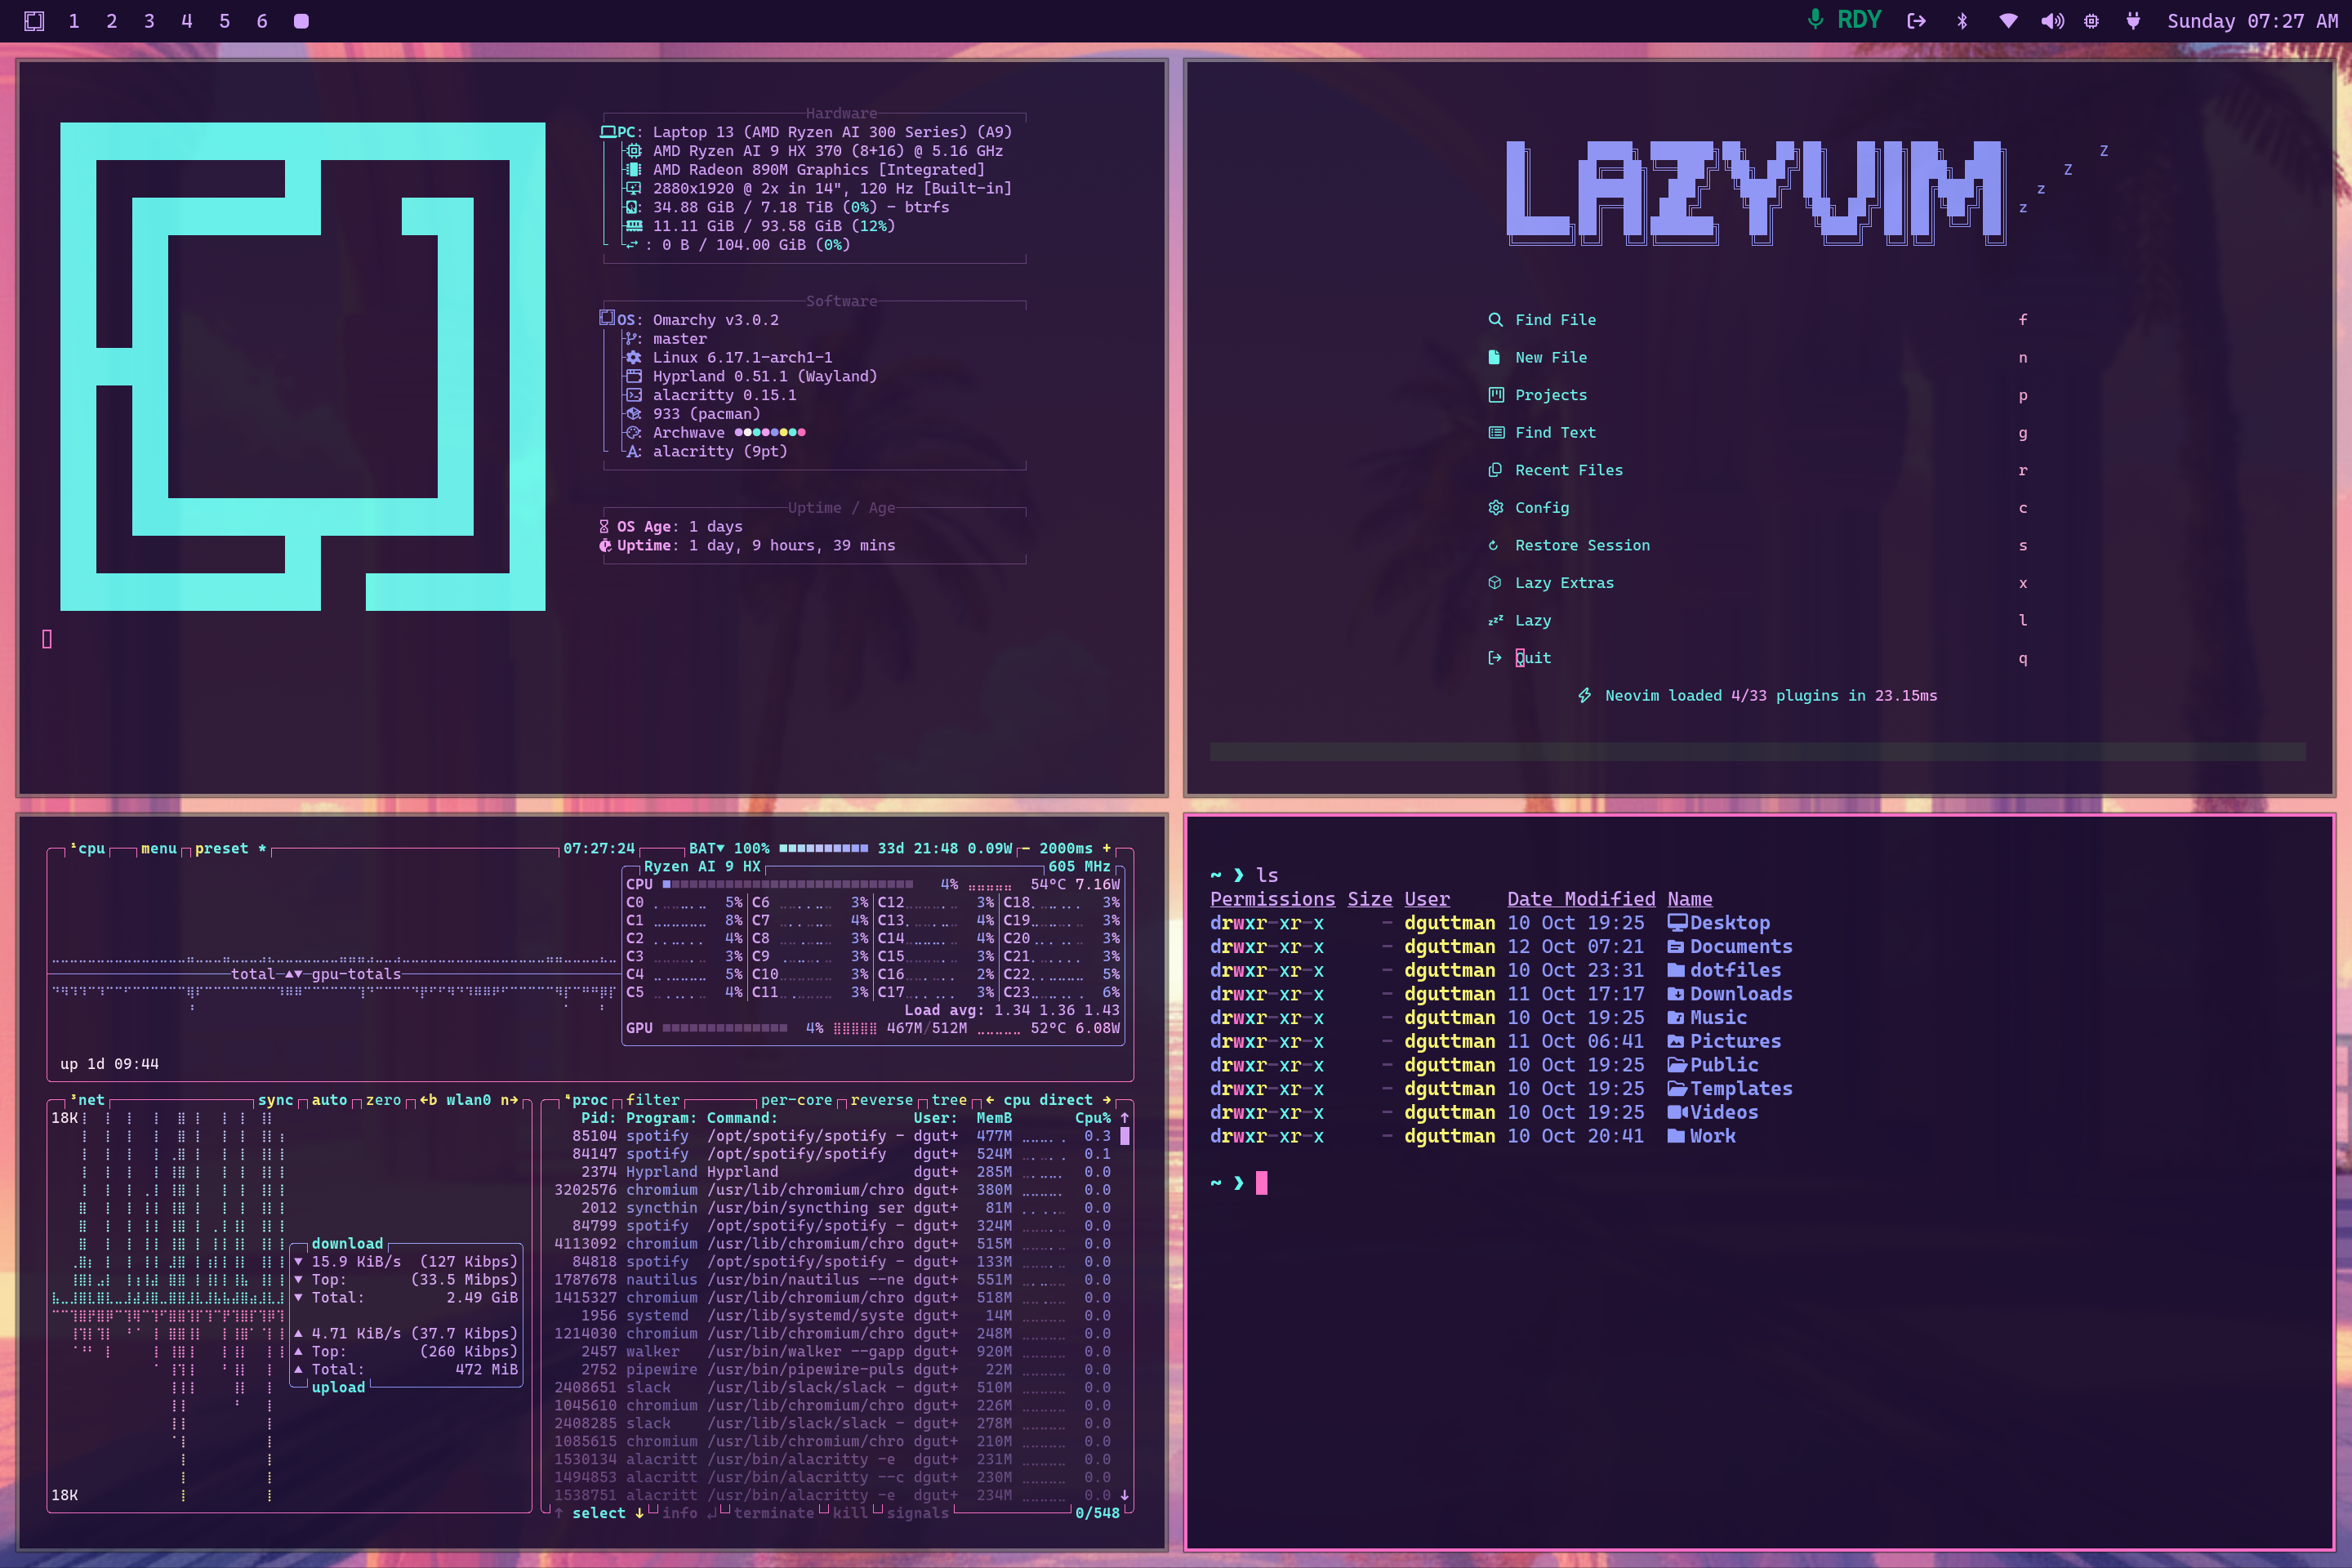 1 2 3 4 5 6
RDY
Sunday 07:27 AM
Hardware
PC: Laptop 13 (AMD Ryzen AI 300 Series) (A9)
AMD Ryzen AI 9 HX 370 (8+16) @ 5.16 GHz
AMD Radeon 890M Graphics [Integrated]
2880x1920 @ 2x in 14", 120 Hz [Built-in]
: 34.88 GiB / 7.18 TiB (0%) - btrfs
11.11 GiB / 93.58 GiB (12%)
: 0 B / 104.00 GiB (0%)
Software
OS: Omarchy v3.0.2
: master
Linux 6.17.1-arch1-1
Hyprland 0.51.1 (Wayland)
alacritty 0.15.1
933 (pacman)
Archwave
: alacritty (9pt)
Uptime / Age
OS Age: 1 days
Uptime: 1 day, 9 hours, 39 mins
LAZYVIM z z z Z
Find File f
New File n
Projects p
Find Text g
Recent Files r
Config c
Restore Session s
Lazy Extras x
Lazy l
Quit q
Neovim loaded 4/33 plugins in 23.15ms
¹cpu menu preset * 07:27:24 BAT▼ 100% 33d 21:48 0.09W - 2000ms +
Ryzen AI 9 HX 605 MHz
CPU 4% 54°C 7.16W
C0 5% C6 3% C12 3% C18 3%
C1 8% C7 4% C13 4% C19 3%
C2 4% C8 3% C14 4% C20 3%
C3 3% C9 3% C15 3% C21 3%
total ▲▼ gpu-totals
C4 5% C10 3% C16 2% C22 5%
C5 4% C11 3% C17 3% C23 6%
Load avg: 1.34 1.36 1.43
GPU 4% 467M/512M 52°C 6.08W
up 1d 09:44
³net sync auto zero ←b wlan0 n→
18K
download
▼ 15.9 KiB/s (127 Kibps)
▼ Top: (33.5 Mibps)
▼ Total: 2.49 GiB
▲ 4.71 KiB/s (37.7 Kibps)
▲ Top: (260 Kibps)
▲ Total: 472 MiB
upload
18K
⁴proc filter per-core reverse tree ← cpu direct →
Pid: Program: Command: User: MemB Cpu% ↑
85104 spotify /opt/spotify/spotify - dgut+ 477M 0.3
84147 spotify /opt/spotify/spotify dgut+ 524M 0.1
2374 Hyprland Hyprland dgut+ 285M 0.0
3202576 chromium /usr/lib/chromium/chro dgut+ 380M 0.0
2012 syncthin /usr/bin/syncthing ser dgut+ 81M 0.0
84799 spotify /opt/spotify/spotify - dgut+ 324M 0.0
4113092 chromium /usr/lib/chromium/chro dgut+ 515M 0.0
84818 spotify /opt/spotify/spotify - dgut+ 133M 0.0
1787678 nautilus /usr/bin/nautilus --ne dgut+ 551M 0.0
1415327 chromium /usr/lib/chromium/chro dgut+ 518M 0.0
1956 systemd /usr/lib/systemd/syste dgut+ 14M 0.0
1214030 chromium /usr/lib/chromium/chro dgut+ 248M 0.0
2457 walker /usr/bin/walker --gapp dgut+ 920M 0.0
2752 pipewire /usr/bin/pipewire-puls dgut+ 22M 0.0
2408651 slack /usr/lib/slack/slack - dgut+ 510M 0.0
1045610 chromium /usr/lib/chromium/chro dgut+ 226M 0.0
2408285 slack /usr/lib/slack/slack - dgut+ 278M 0.0
1085615 chromium /usr/lib/chromium/chro dgut+ 210M 0.0
1530134 alacritt /usr/bin/alacritty -e dgut+ 231M 0.0
1494853 alacritt /usr/bin/alacritty --c dgut+ 230M 0.0
1538751 alacritt /usr/bin/alacritty -e dgut+ 234M 0.0 ↓
↑ select ↓ info ↵ terminate kill signals 0/548
~ ❯ ls
Permissions Size User Date Modified Name
drwxr-xr-x - dguttman 10 Oct 19:25 Desktop
drwxr-xr-x - dguttman 12 Oct 07:21 Documents
drwxr-xr-x - dguttman 10 Oct 23:31 dotfiles
drwxr-xr-x - dguttman 11 Oct 17:17 Downloads
drwxr-xr-x - dguttman 10 Oct 19:25 Music
drwxr-xr-x - dguttman 11 Oct 06:41 Pictures
drwxr-xr-x - dguttman 10 Oct 19:25 Public
drwxr-xr-x - dguttman 10 Oct 19:25 Templates
drwxr-xr-x - dguttman 10 Oct 19:25 Videos
drwxr-xr-x - dguttman 10 Oct 20:41 Work
~ ❯